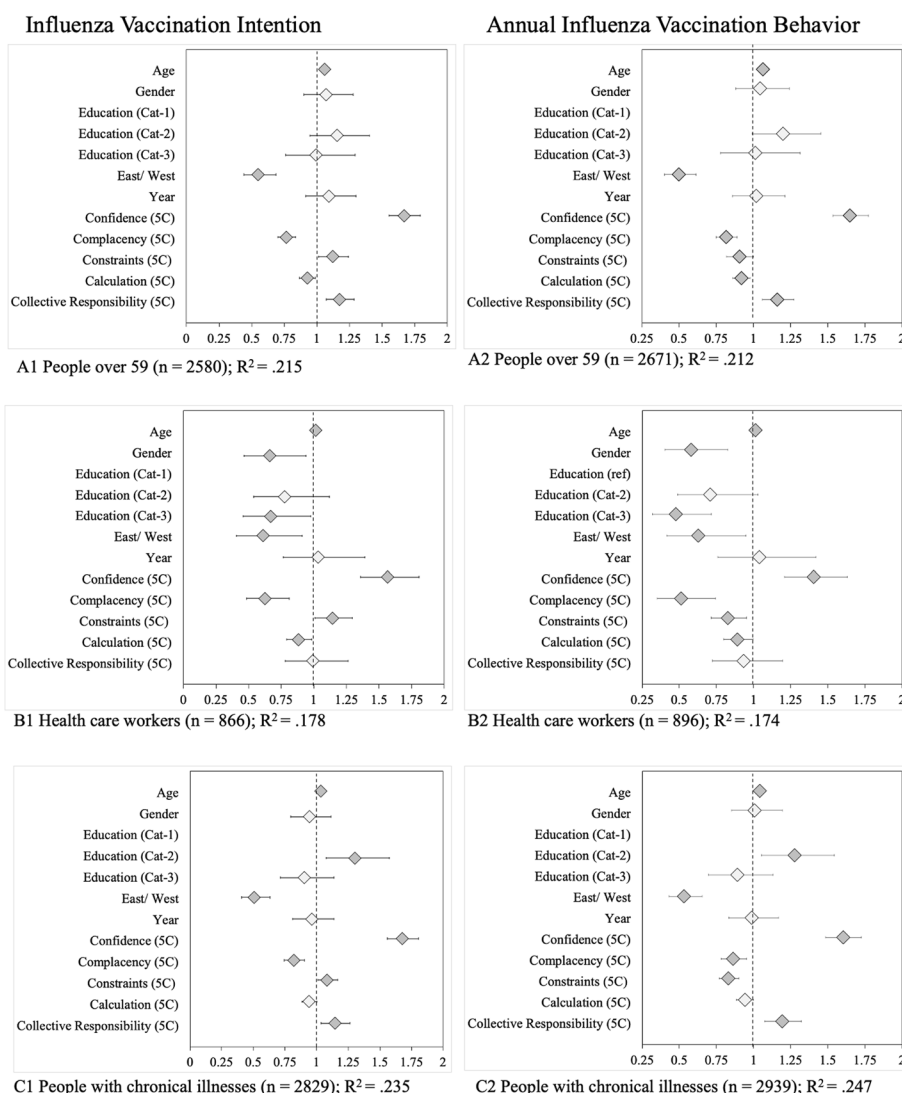 Influenza Vaccination Intention
Annual Influenza Vaccination Behavior
Age
Gender
Education (Cat-1)
Education (Cat-2)
Education (Cat-3)
East/ West
Year
Confidence (5C)
Complacency (5C)
Constraints (5C)
Calculation (5C)
Collective Responsibility (5C)
0 0.25 0.5 0.75 1 1.25 1.5 1.75 2
A1 People over 59 (n = 2580); R² = .215
Age
Gender
Education (Cat-1)
Education (Cat-2)
Education (Cat-3)
East/ West
Year
Confidence (5C)
Complacency (5C)
Constraints (5C)
Calculation (5C)
Collective Responsibility (5C)
0.25 0.5 0.75 1 1.25 1.5 1.75 2
A2 People over 59 (n = 2671); R² = .212
Age
Gender
Education (Cat-1)
Education (Cat-2)
Education (Cat-3)
East/ West
Year
Confidence (5C)
Complacency (5C)
Constraints (5C)
Calculation (5C)
Collective Responsibility (5C)
0 0.25 0.5 0.75 1 1.25 1.5 1.75 2
B1 Health care workers (n = 866); R² = .178
Age
Gender
Education (ref)
Education (Cat-2)
Education (Cat-3)
East/ West
Year
Confidence (5C)
Complacency (5C)
Constraints (5C)
Calculation (5C)
Collective Responsibility (5C)
0.25 0.5 0.75 1 1.25 1.5 1.75 2
B2 Health care workers (n = 896); R² = .174
Age
Gender
Education (Cat-1)
Education (Cat-2)
Education (Cat-3)
East/ West
Year
Confidence (5C)
Complacency (5C)
Constraints (5C)
Calculation (5C)
Collective Responsibility (5C)
0 0.25 0.5 0.75 1 1.25 1.5 1.75 2
C1 People with chronical illnesses (n = 2829); R² = .235
Age
Gender
Education (Cat-1)
Education (Cat-2)
Education (Cat-3)
East/ West
Year
Confidence (5C)
Complacency (5C)
Constraints (5C)
Calculation (5C)
Collective Responsibility (5C)
0.25 0.5 0.75 1 1.25 1.5 1.75 2
C2 People with chronical illnesses (n = 2939); R² = .247